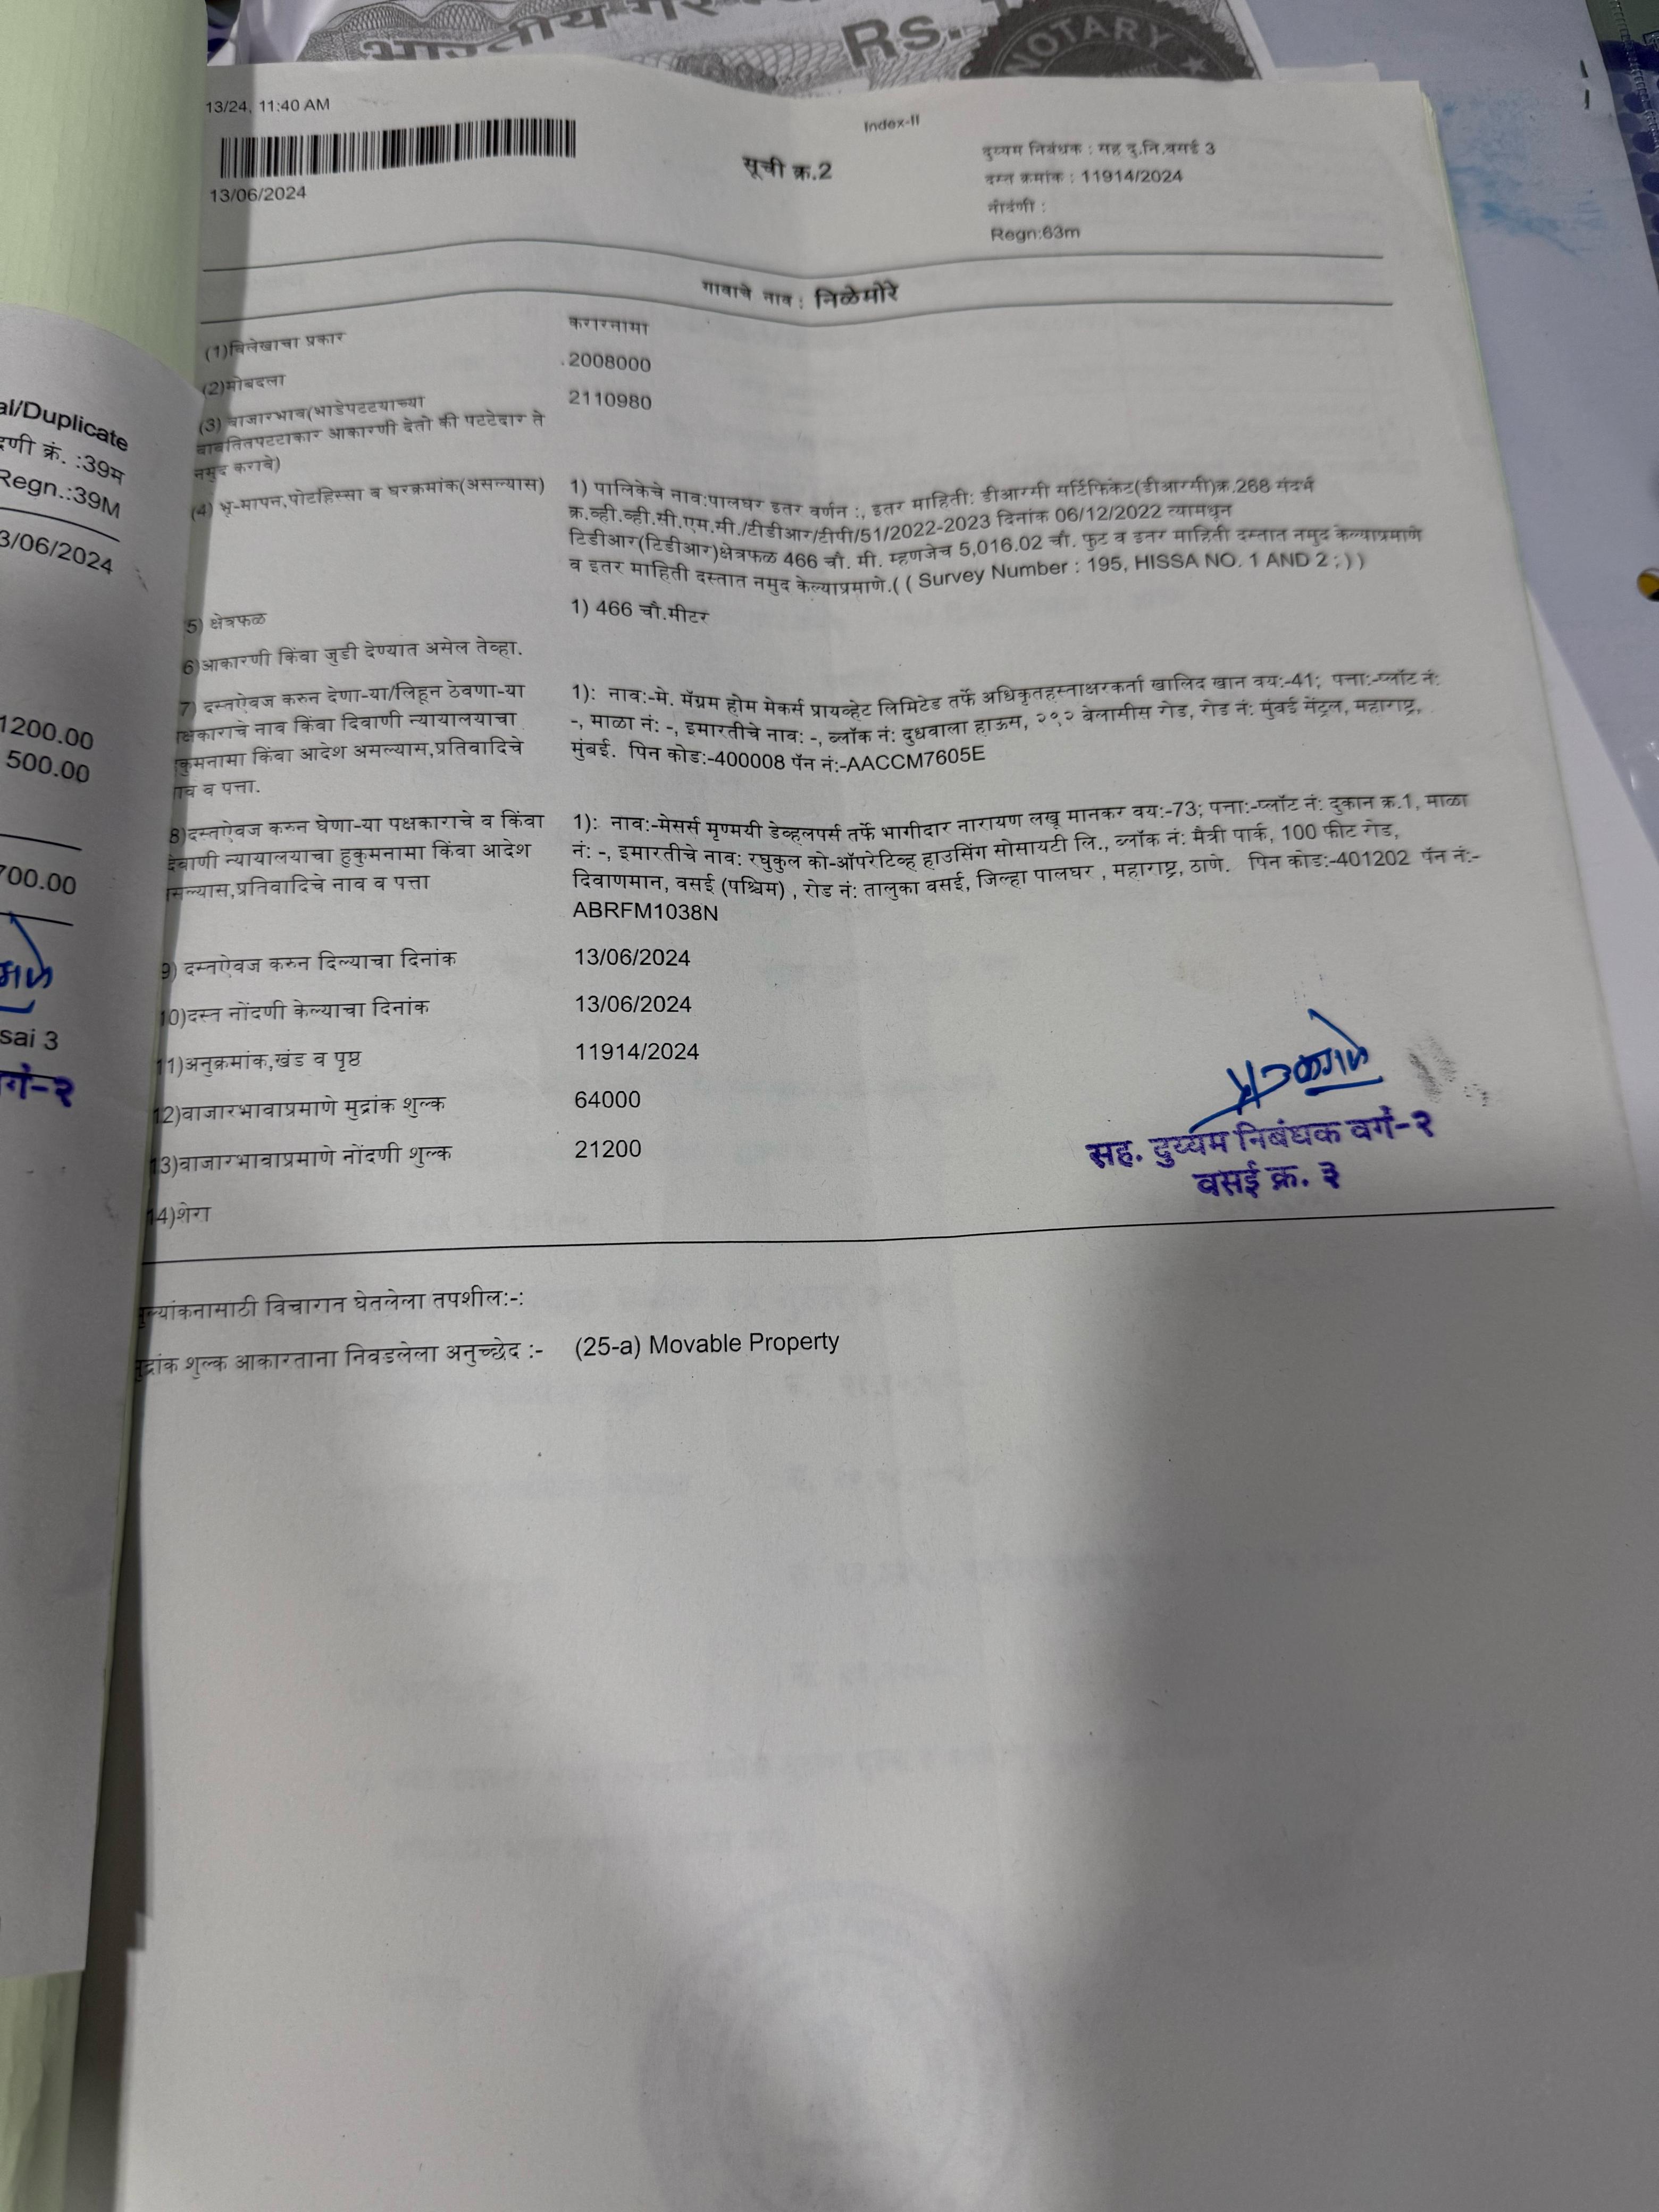 भारतीय गैर
Rs.
NOTARY
13/24, 11:40 AM
Index-II
13/06/2024
सूची क्र.2
दुय्यम निबंधक : सह दु.नि.वसई 3
दस्त क्रमांक : 11914/2024
नोदंणी :
Regn:63m
गावाचे नाव : निळेमोरे
(1)विलेखाचा प्रकार
करारनामा
(2)मोबदला
2008000
(3) बाजारभाव(भाडेपटटयाच्या
बाबतितपटटाकार आकारणी देतो की पटटेदार ते
नमुद करावे)
2110980
(4) भू-मापन,पोटहिस्सा व घरक्रमांक(असल्यास)
1) पालिकेचे नाव:पालघर इतर वर्णन :, इतर माहिती: डीआरसी सर्टिफिकेट(डीआरसी)क्र.268 संदर्भ
क्र.व्ही.व्ही.सी.एम.सी./टीडीआर/टीपी/51/2022-2023 दिनांक 06/12/2022 त्यामधून
टिडीआर(टिडीआर)क्षेत्रफळ 466 चौ. मी. म्हणजेच 5,016.02 चौ. फुट व इतर माहिती दस्तात नमुद केल्याप्रमाणे
व इतर माहिती दस्तात नमुद केल्याप्रमाणे.( ( Survey Number : 195, HISSA NO. 1 AND 2 ; ) )
5) क्षेत्रफळ
1) 466 चौ.मीटर
6)आकारणी किंवा जुडी देण्यात असेल तेव्हा.
7) दस्तऐवज करुन देणा-या/लिहून ठेवणा-या
पक्षकाराचे नाव किंवा दिवाणी न्यायालयाचा
हुकुमनामा किंवा आदेश असल्यास,प्रतिवादिचे
नाव व पत्ता.
1): नाव:-मे. मॅग्रम होम मेकर्स प्रायव्हेट लिमिटेड तर्फे अधिकृतहस्ताक्षरकर्ता खालिद खान वय:-41; पत्ता:-प्लॉट नं:
-, माळा नं: -, इमारतीचे नाव: -, ब्लॉक नं: दुधवाला हाऊस, २९२ बेलासीस रोड, रोड नं: मुंबई सेंट्रल, महाराष्ट्र,
मुंबई. पिन कोड:-400008 पॅन नं:-AACCM7605E
8)दस्तऐवज करुन घेणा-या पक्षकाराचे व किंवा
दिवाणी न्यायालयाचा हुकुमनामा किंवा आदेश
असल्यास,प्रतिवादिचे नाव व पत्ता
1): नाव:-मेसर्स मृण्मयी डेव्हलपर्स तर्फे भागीदार नारायण लखू मानकर वय:-73; पत्ता:-प्लॉट नं: दुकान क्र.1, माळा
नं: -, इमारतीचे नाव: रघुकुल को-ऑपरेटिव्ह हाउसिंग सोसायटी लि., ब्लॉक नं: मैत्री पार्क, 100 फीट रोड,
दिवाणमान, वसई (पश्चिम) , रोड नं: तालुका वसई, जिल्हा पालघर , महाराष्ट्र, ठाणे. पिन कोड:-401202 पॅन नं:-
ABRFM1038N
9) दस्तऐवज करुन दिल्याचा दिनांक
13/06/2024
10)दस्त नोंदणी केल्याचा दिनांक
13/06/2024
11)अनुक्रमांक,खंड व पृष्ठ
11914/2024
12)बाजारभावाप्रमाणे मुद्रांक शुल्क
64000
13)बाजारभावाप्रमाणे नोंदणी शुल्क
21200
14)शेरा
सह. दुय्यम निबंधक वर्ग-२
वसई क्र. ३
मुल्यांकनासाठी विचारात घेतलेला तपशील:-:
मुद्रांक शुल्क आकारताना निवडलेला अनुच्छेद :-
(25-a) Movable Property
al/Duplicate
दणी क्रं. :39म
Regn.:39M
3/06/2024
1200.00
500.00
700.00
sai 3
वर्ग-२